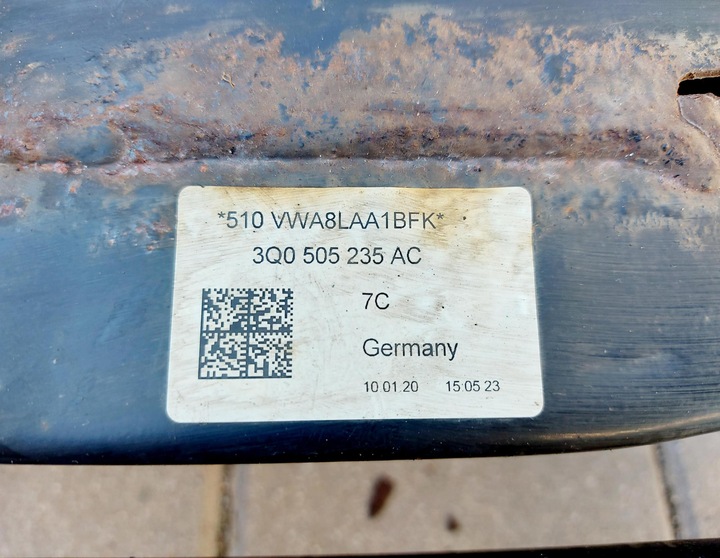 *510 VWA8LAA1BFK*
3Q0 505 235 AC
7C
Germany
10 01 20 15:05 23